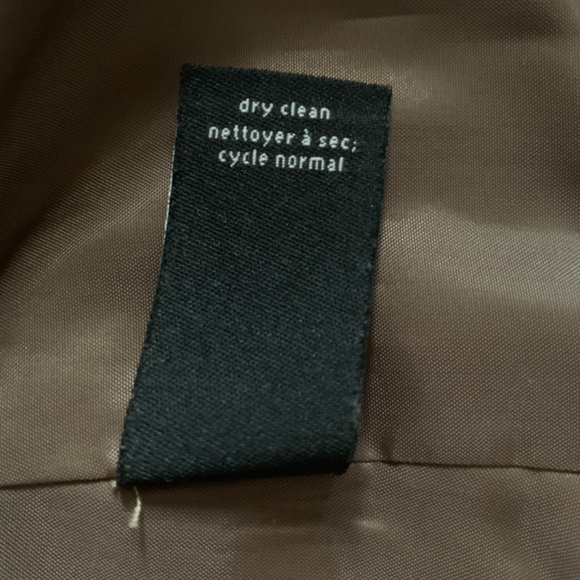 dry clean
nettoyer à sec;
cycle normal